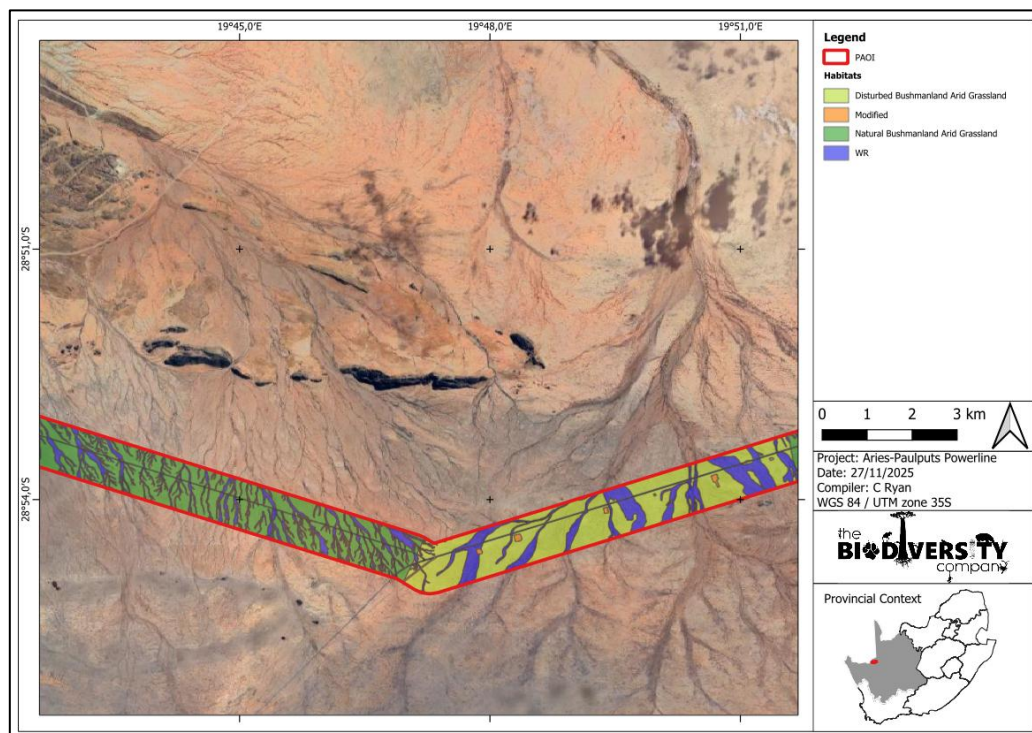 19°45,0'E 19°48,0'E 19°51,0'E
28°51,0'S
28°54,0'S
Legend
PAOI
Habitats
Disturbed Bushmanland Arid Grassland
Modified
Natural Bushmanland Arid Grassland
WR
0 1 2 3 km
Project: Aries-Paulputs Powerline
Date: 27/11/2025
Compiler: C Ryan
WGS 84 / UTM zone 35S
the
BIODIVERSITY
company
Provincial Context